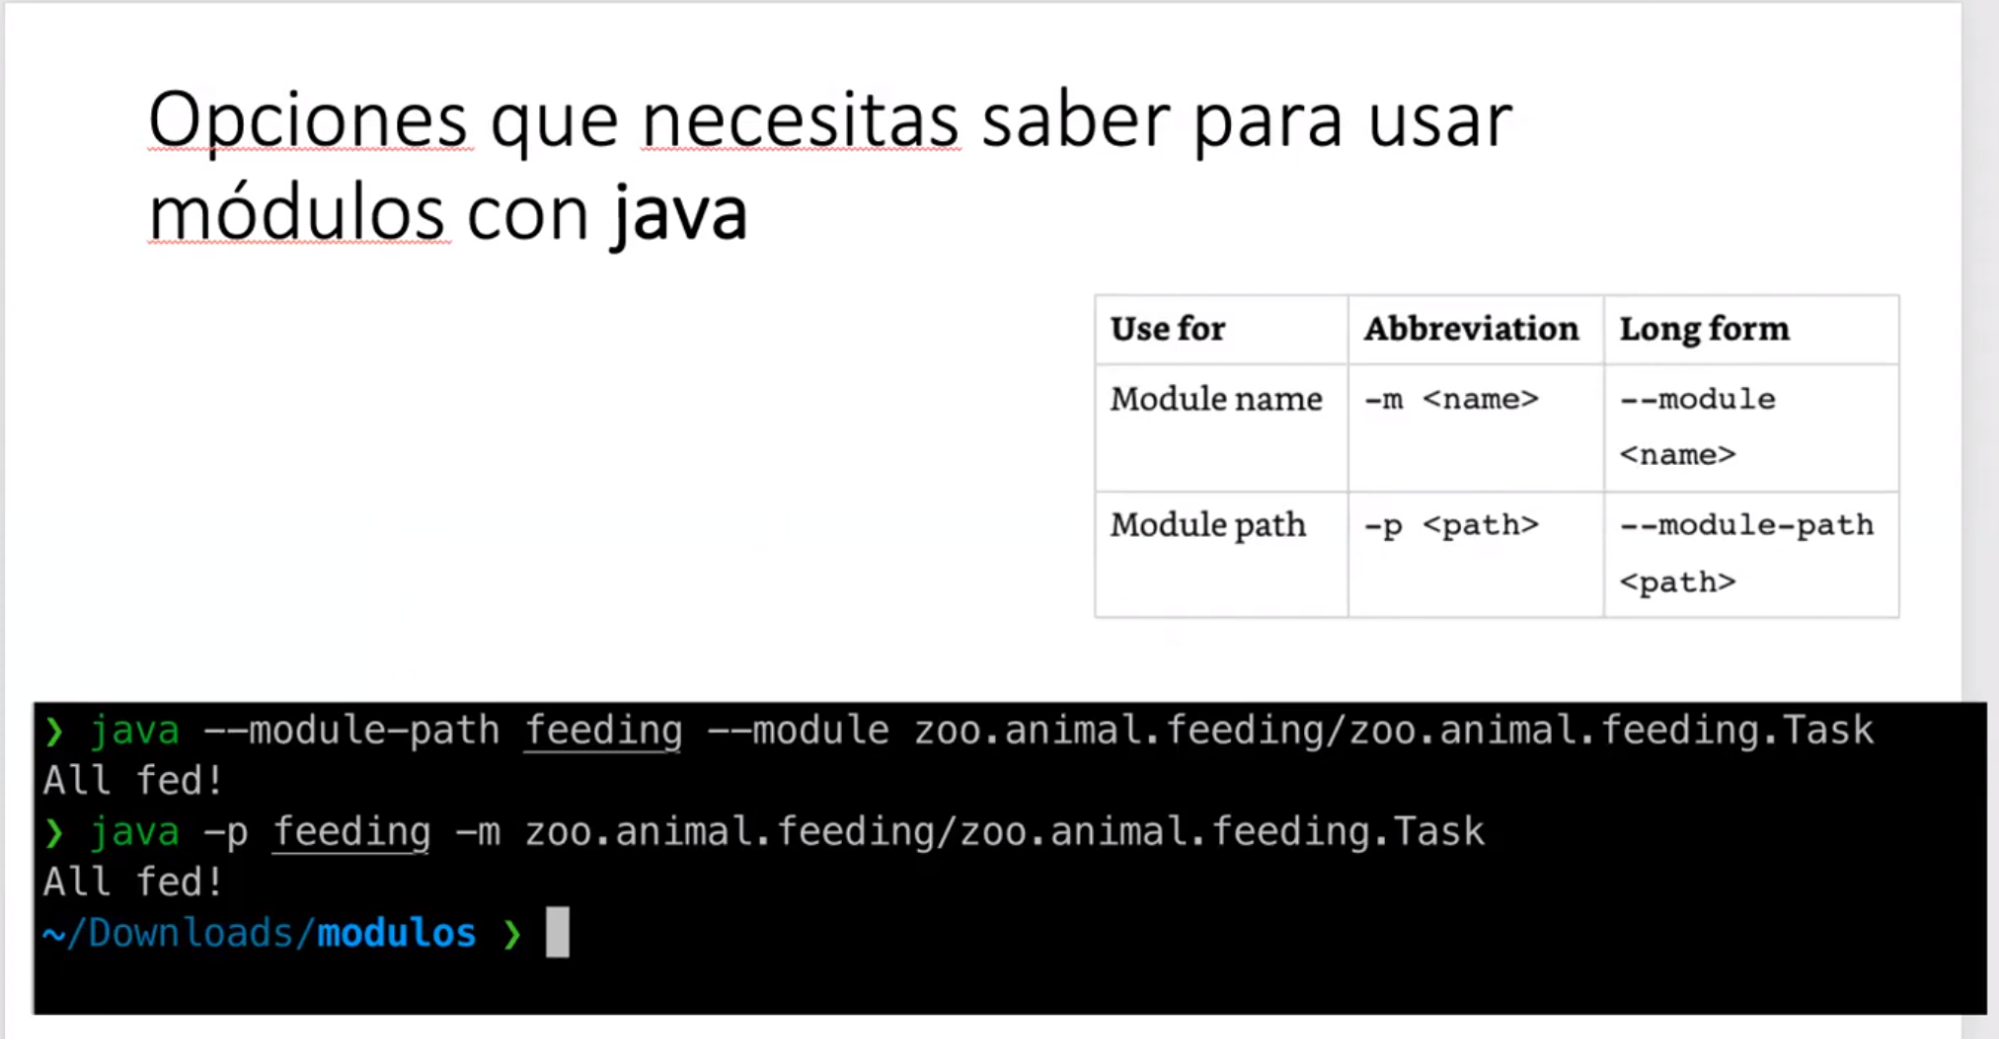 Opciones que necesitas saber para usar
módulos con java
Use for Abbreviation Long form
Module name -m <name> --module
<name>
Module path -p <path> --module-path
<path>
❯ java --module-path feeding --module zoo.animal.feeding/zoo.animal.feeding.Task
All fed!
❯ java -p feeding -m zoo.animal.feeding/zoo.animal.feeding.Task
All fed!
~/Downloads/modulos ❯